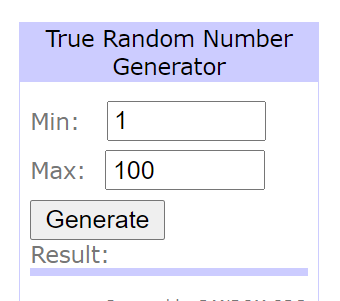 True Random Number
Generator
Min: 1
Max: 100
Generate
Result: